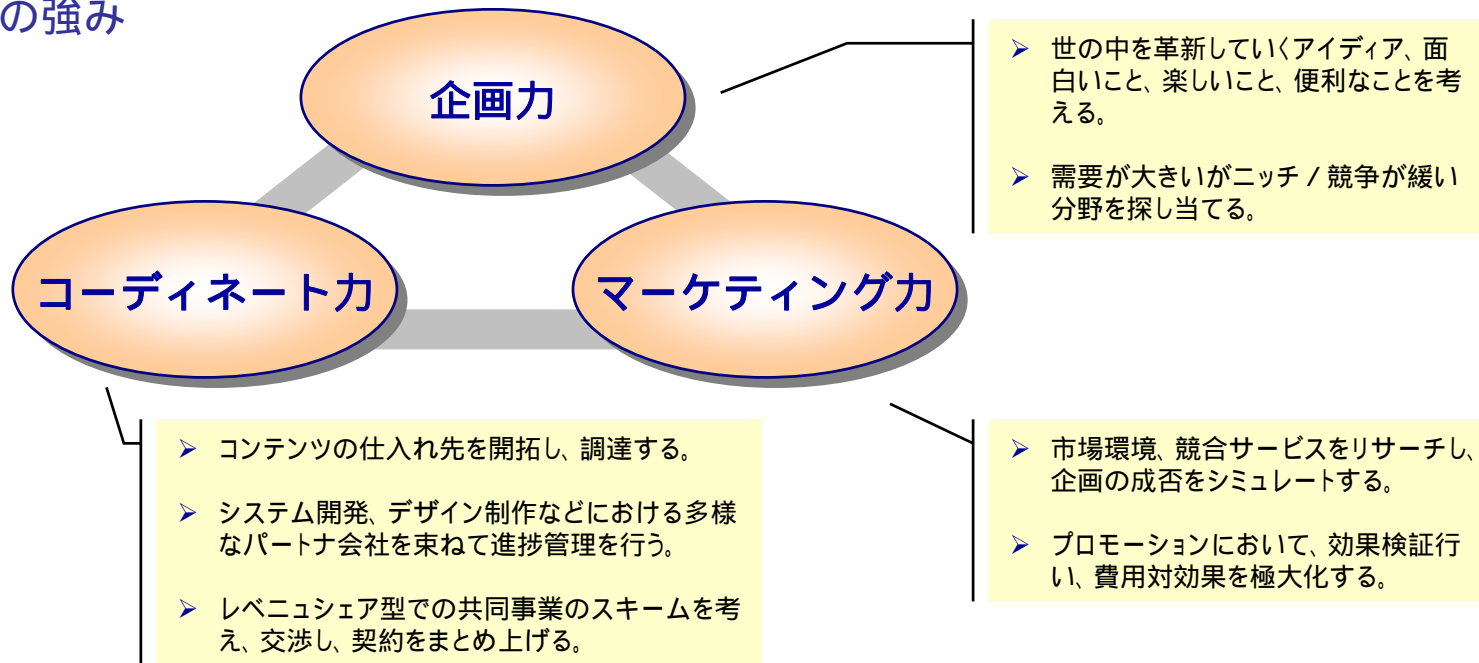 の強み
企画力
コーディネート力
マーケティング力
➢ 世の中を革新していくアイディア、面
白いこと、楽しいこと、便利なことを考
える。
➢ 需要が大きいがニッチ / 競争が緩い
分野を探し当てる。
➢ コンテンツの仕入れ先を開拓し、調達する。
➢ システム開発、デザイン制作などにおける多様
なパートナ会社を束ねて進捗管理を行う。
➢ レベニュシェア型での共同事業のスキームを考
え、交渉し、契約をまとめ上げる。
➢ 市場環境、競合サービスをリサーチし、
企画の成否をシミュレートする。
➢ プロモーションにおいて、効果検証行
い、費用対効果を極大化する。